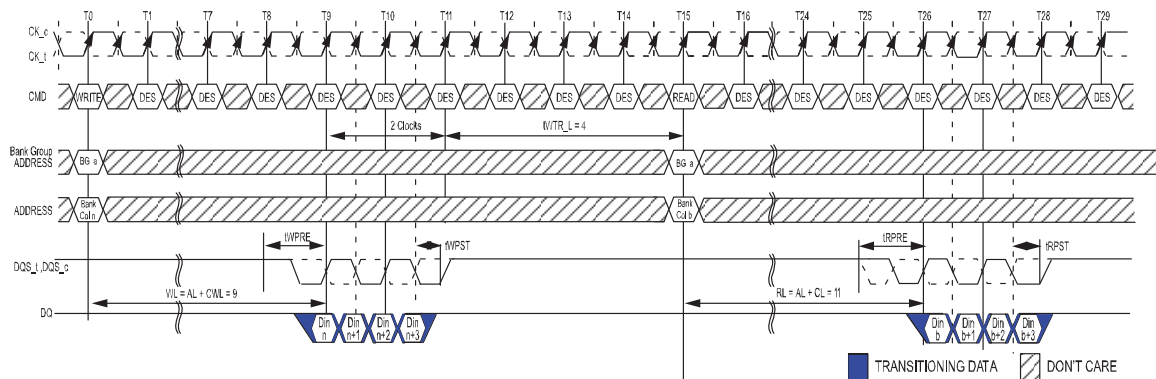 T0 T1 T7 T8 T9 T10 T11 T12 T13 T14 T15 T16 T24 T25 T26 T27 T28 T29
CK_c
CK_t
CMD WRITE DES DES DES DES DES DES DES DES DES READ DES DES DES DES DES DES DES
2 Clocks tWTR_L = 4
Bank Group
ADDRESS BG a BG a
ADDRESS Bank Col n Bank Col b
tWPRE tWPST tRPRE tRPST
DQS_t ,DQS_c
WL = AL + CWL = 9 RL = AL + CL = 11
DQ Din n Din n+1 Din n+2 Din n+3 Din b Din b+1 Din b+2 Din b+3
TRANSITIONING DATA DON'T CARE